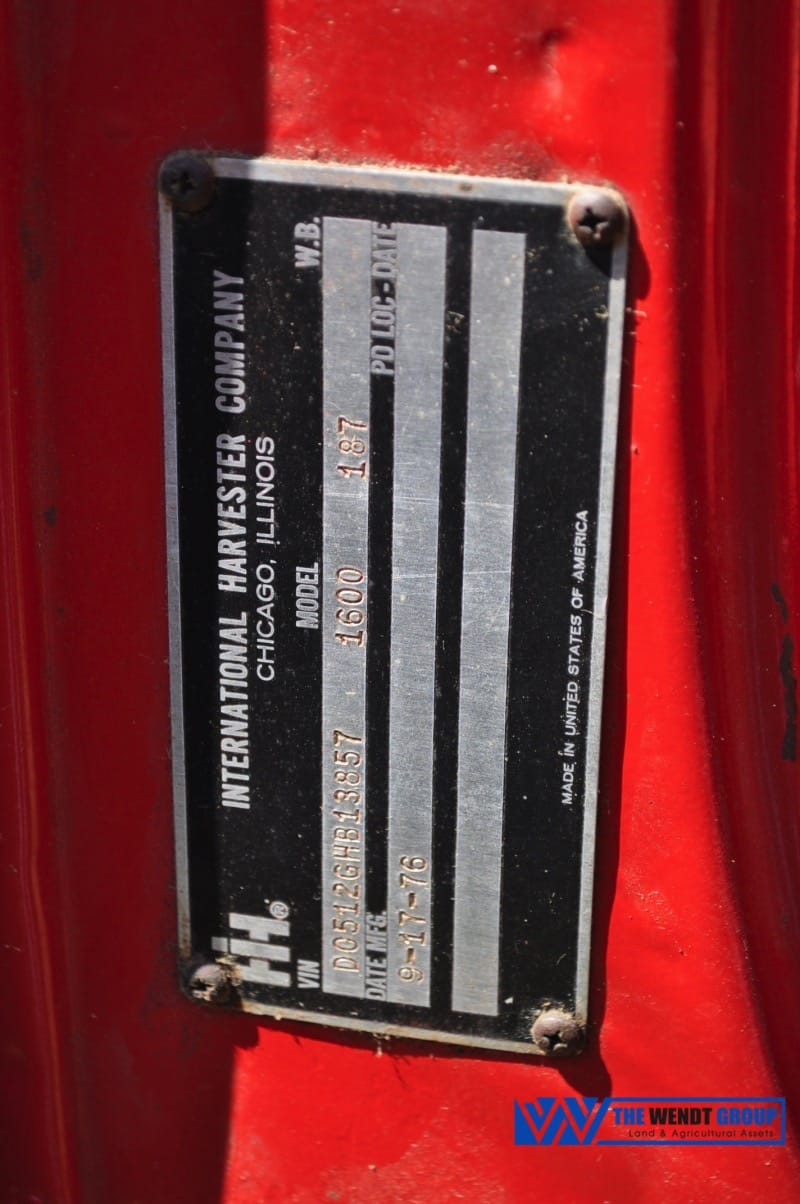 IH®
INTERNATIONAL HARVESTER COMPANY
CHICAGO, ILLINOIS
VIN MODEL W.B.
D0512GHB13857 1600 187
DATE MFG. PD LOC-DATE
9-17-76
MADE IN UNITED STATES OF AMERICA
W THE WENDT GROUP
Land & Agricultural Assets